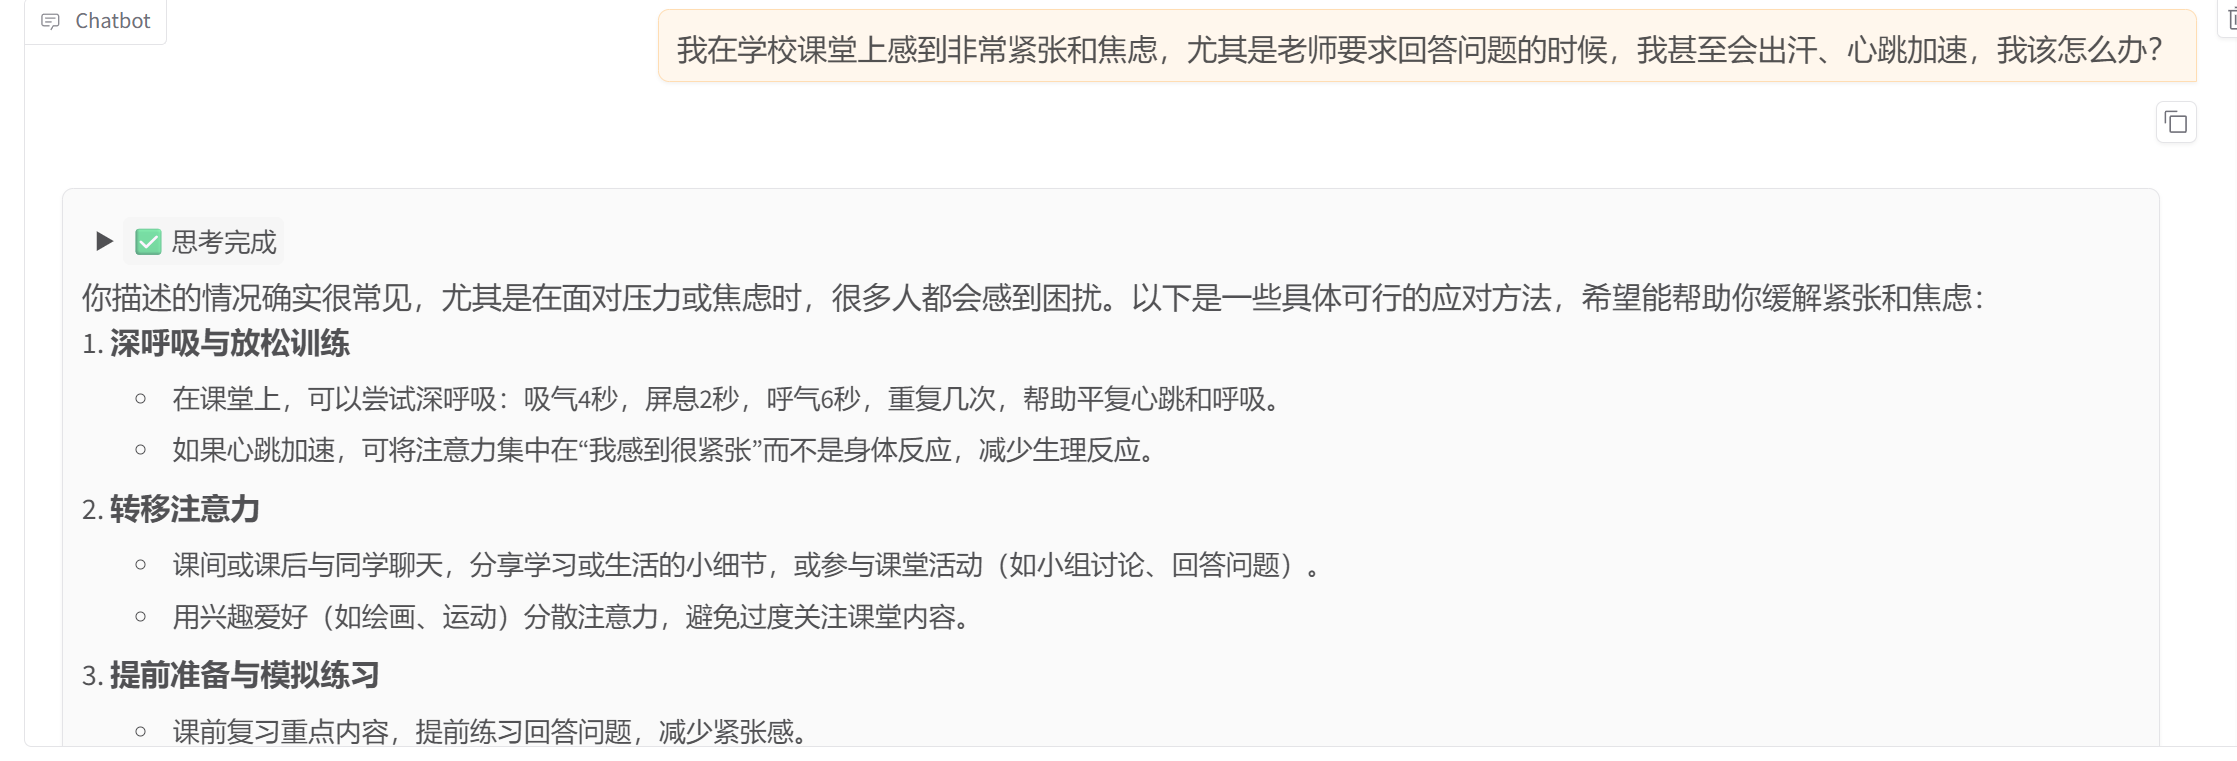 Chatbot
我在学校课堂上感到非常紧张和焦虑，尤其是老师要求回答问题的时候，我甚至会出汗、心跳加速，我该怎么办？
思考完成
你描述的情况确实很常见，尤其是在面对压力或焦虑时，很多人都会感到困扰。以下是一些具体可行的应对方法，希望能帮助你缓解紧张和焦虑：
1. 深呼吸与放松训练
在课堂上，可以尝试深呼吸：吸气4秒，屏息2秒，呼气6秒，重复几次，帮助平复心跳和呼吸。
如果心跳加速，可将注意力集中在“我感到很紧张”而不是身体反应，减少生理反应。
2. 转移注意力
课间或课后与同学聊天，分享学习或生活的小细节，或参与课堂活动（如小组讨论、回答问题）。
用兴趣爱好（如绘画、运动）分散注意力，避免过度关注课堂内容。
3. 提前准备与模拟练习
课前复习重点内容，提前练习回答问题，减少紧张感。